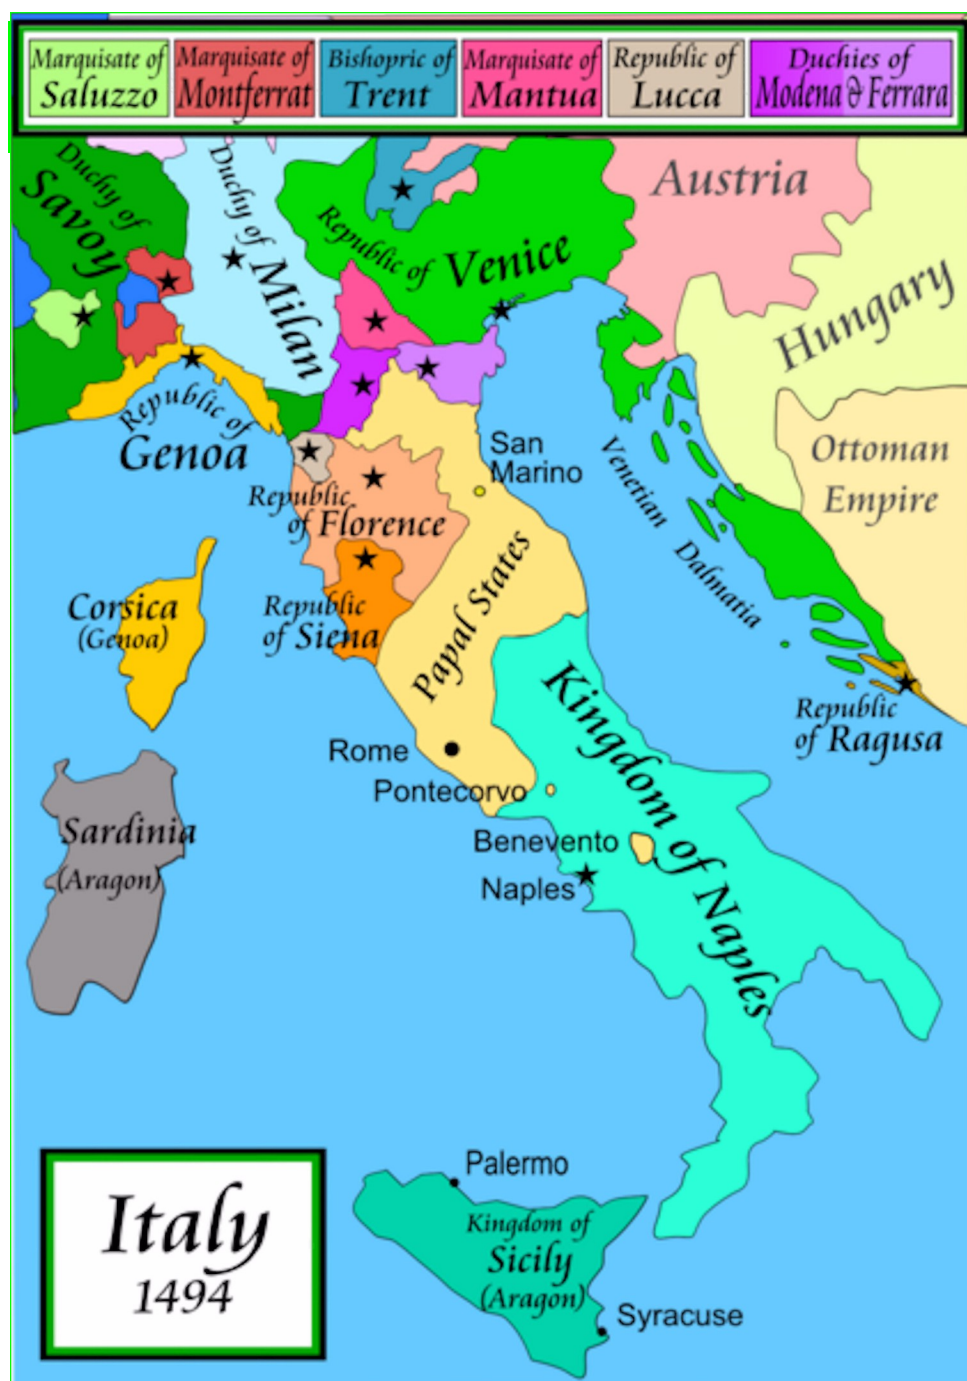 Marquisate of
Saluzzo
Marquisate of
Montferrat
Bishopric of
Trent
Marquisate of
Mantua
Republic of
Lucca
Duchies of
Modena & Ferrara
Duchy of
Savoy
Duchy of
Milan
Republic of
Venice
Austria
Hungary
Republic of
Genoa
San
Marino
Ottoman
Empire
Venetian
Dalmatia
Republic
of Florence
Corsica
(Genoa)
Republic
of Siena
Papal States
Republic
of Ragusa
Rome
Pontecorvo
Kingdom of Naples
Sardinia
(Aragon)
Benevento
Naples
Palermo
Kingdom of
Sicily
(Aragon)
Syracuse
Italy
1494